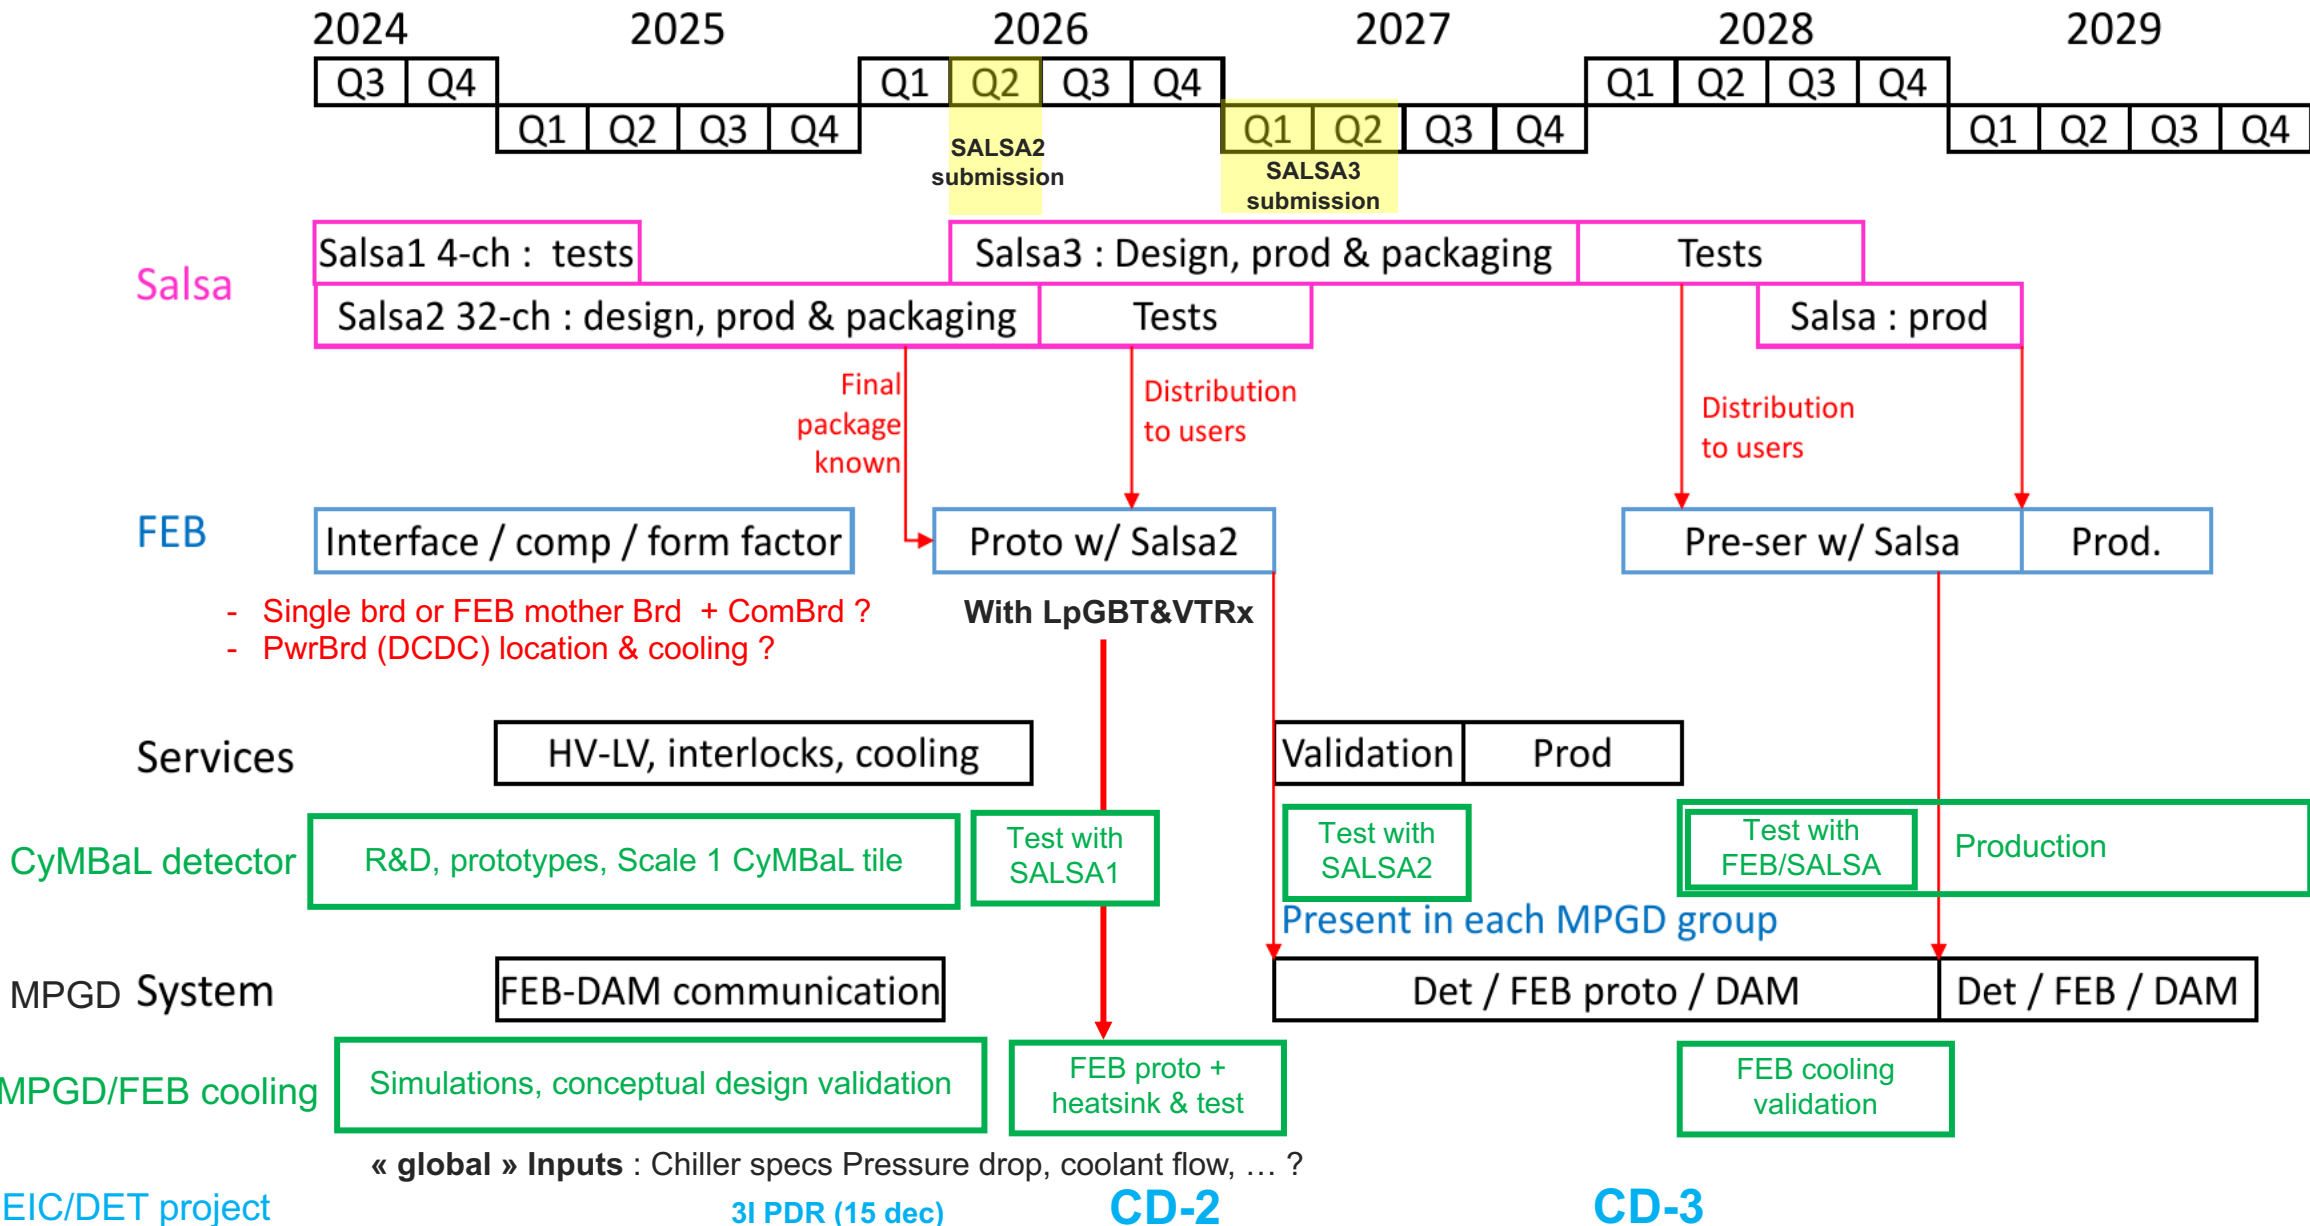 2024 2025 2026 2027 2028 2029
Q3 Q4 Q1 Q2 Q3 Q4 Q1 Q2 Q3 Q4
Q1 Q2 Q3 Q4 Q1 Q2 Q3 Q4 Q1 Q2 Q3 Q4
SALSA2
submission
SALSA3
submission
Salsa
Salsa1 4-ch : tests
Salsa3 : Design, prod & packaging
Tests
Salsa2 32-ch : design, prod & packaging
Tests
Salsa : prod
Final
package
known
Distribution
to users
Distribution
to users
FEB
Interface / comp / form factor
Proto w/ Salsa2
Pre-ser w/ Salsa
Prod.
- Single brd or FEB mother Brd + ComBrd ?
- PwrBrd (DCDC) location & cooling ?
With LpGBT&VTRx
Services
HV-LV, interlocks, cooling
Validation
Prod
CyMBaL detector
R&D, prototypes, Scale 1 CyMBaL tile
Test with
SALSA1
Test with
SALSA2
Test with
FEB/SALSA
Production
Present in each MPGD group
MPGD System
FEB-DAM communication
Det / FEB proto / DAM
Det / FEB / DAM
MPGD/FEB cooling
Simulations, conceptual design validation
FEB proto +
heatsink & test
FEB cooling
validation
« global » Inputs : Chiller specs Pressure drop, coolant flow, … ?
EIC/DET project
3I PDR (15 dec)
CD-2
CD-3